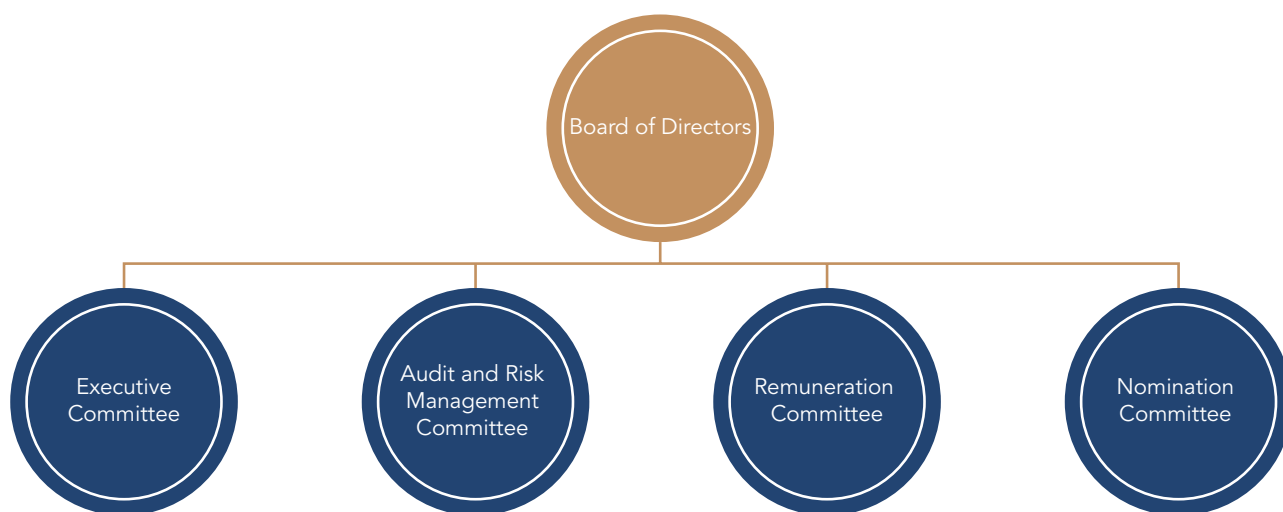 Board of Directors
Executive
Committee
Audit and Risk
Management
Committee
Remuneration
Committee
Nomination
Committee